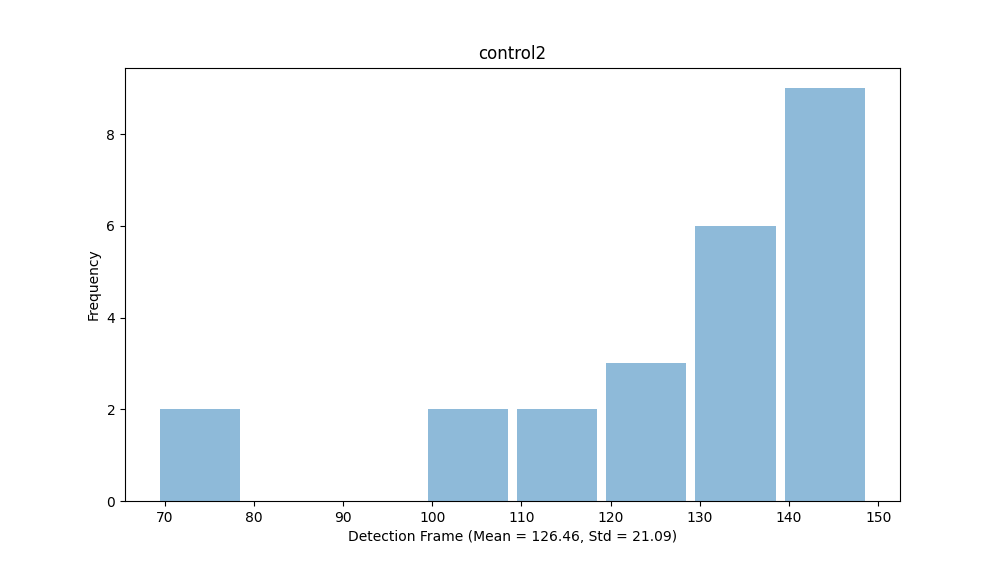 control2
Frequency
8
6
4
2
0
70 80 90 100 110 120 130 140 150
Detection Frame (Mean = 126.46, Std = 21.09)